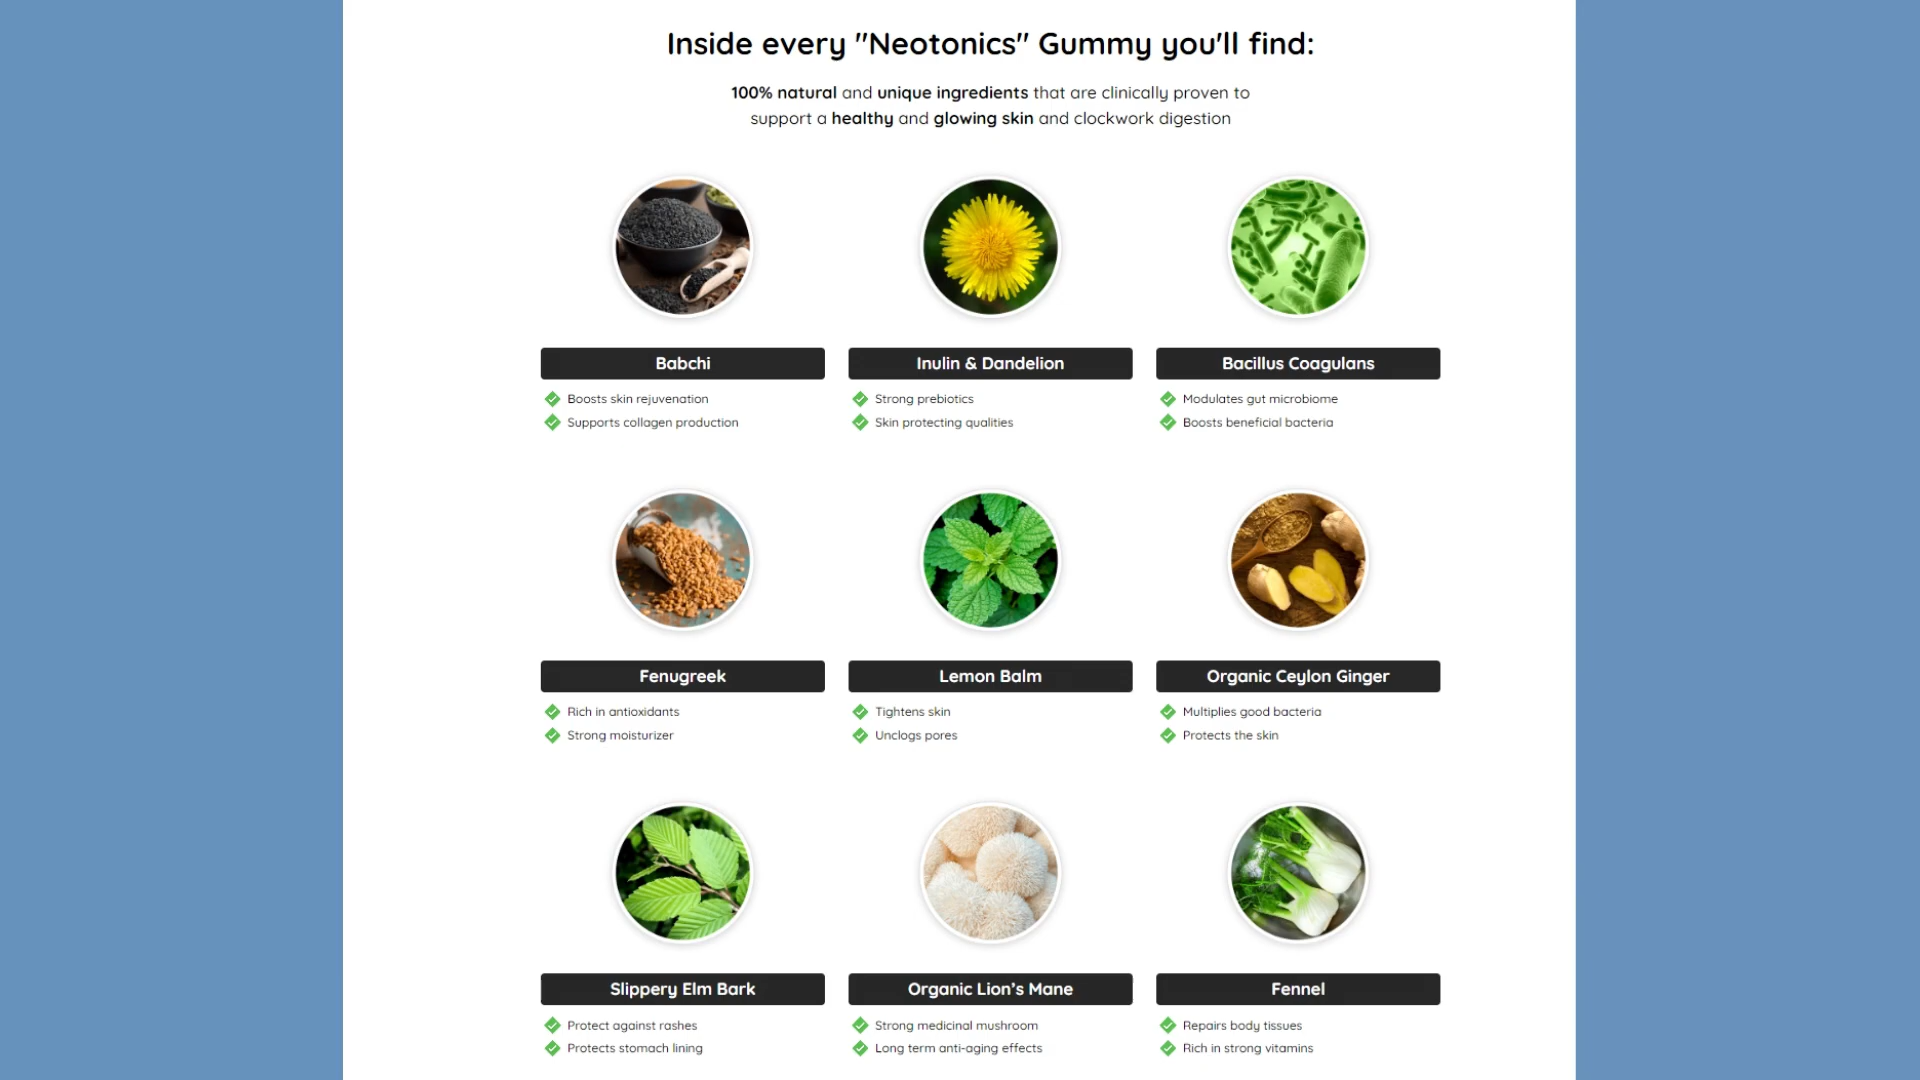 Inside every "Neotonics" Gummy you'll find:
100% natural and unique ingredients that are clinically proven to
support a healthy and glowing skin and clockwork digestion
Babchi
Boosts skin rejuvenation
Supports collagen production
Inulin & Dandelion
Strong prebiotics
Skin protecting qualities
Bacillus Coagulans
Modulates gut microbiome
Boosts beneficial bacteria
Fenugreek
Rich in antioxidants
Strong moisturizer
Lemon Balm
Tightens skin
Unclogs pores
Organic Ceylon Ginger
Multiplies good bacteria
Protects the skin
Slippery Elm Bark
Protect against rashes
Protects stomach lining
Organic Lion’s Mane
Strong medicinal mushroom
Long term anti-aging effects
Fennel
Repairs body tissues
Rich in strong vitamins